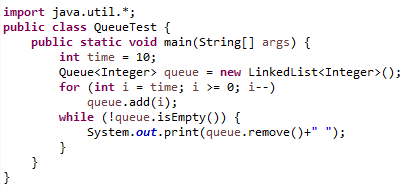 import java.util.*;
public class QueueTest {
    public static void main(String[] args) {
        int time = 10;
        Queue<Integer> queue = new LinkedList<Integer>();
        for (int i = time; i >= 0; i--)
            queue.add(i);
        while (!queue.isEmpty()) {
            System.out.print(queue.remove()+" ");
        }
    }
}